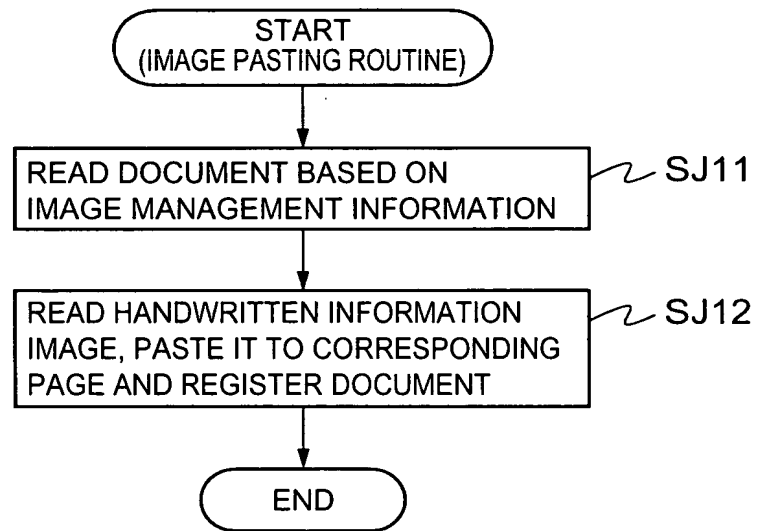 START
(IMAGE PASTING ROUTINE)
READ DOCUMENT BASED ON
IMAGE MANAGEMENT INFORMATION
SJ11
READ HANDWRITTEN INFORMATION
IMAGE, PASTE IT TO CORRESPONDING
PAGE AND REGISTER DOCUMENT
SJ12
END